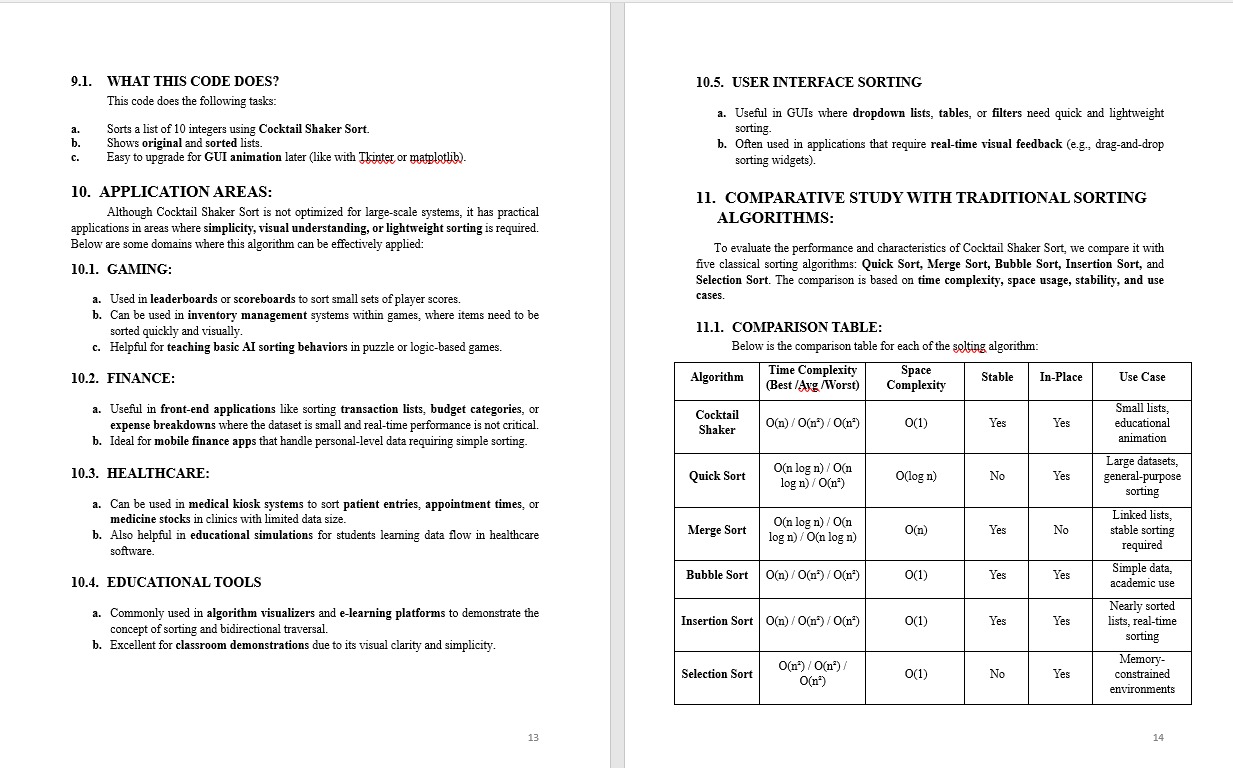 9.1. WHAT THIS CODE DOES?
This code does the following tasks:
a. Sorts a list of 10 integers using Cocktail Shaker Sort.
b. Shows original and sorted lists.
c. Easy to upgrade for GUI animation later (like with Tkinter or matplotlib).
10. APPLICATION AREAS:
Although Cocktail Shaker Sort is not optimized for large-scale systems, it has practical
applications in areas where simplicity, visual understanding, or lightweight sorting is required.
Below are some domains where this algorithm can be effectively applied:
10.1. GAMING:
a. Used in leaderboards or scoreboards to sort small sets of player scores.
b. Can be used in inventory management systems within games, where items need to be
sorted quickly and visually.
c. Helpful for teaching basic AI sorting behaviors in puzzle or logic-based games.
10.2. FINANCE:
a. Useful in front-end applications like sorting transaction lists, budget categories, or
expense breakdowns where the dataset is small and real-time performance is not critical.
b. Ideal for mobile finance apps that handle personal-level data requiring simple sorting.
10.3. HEALTHCARE:
a. Can be used in medical kiosk systems to sort patient entries, appointment times, or
medicine stocks in clinics with limited data size.
b. Also helpful in educational simulations for students learning data flow in healthcare
software.
10.4. EDUCATIONAL TOOLS
a. Commonly used in algorithm visualizers and e-learning platforms to demonstrate the
concept of sorting and bidirectional traversal.
b. Excellent for classroom demonstrations due to its visual clarity and simplicity.
13
10.5. USER INTERFACE SORTING
a. Useful in GUIs where dropdown lists, tables, or filters need quick and lightweight
sorting.
b. Often used in applications that require real-time visual feedback (e.g., drag-and-drop
sorting widgets).
11. COMPARATIVE STUDY WITH TRADITIONAL SORTING
ALGORITHMS:
To evaluate the performance and characteristics of Cocktail Shaker Sort, we compare it with
five classical sorting algorithms: Quick Sort, Merge Sort, Bubble Sort, Insertion Sort, and
Selection Sort. The comparison is based on time complexity, space usage, stability, and use
cases.
11.1. COMPARISON TABLE:
Below is the comparison table for each of the solting algorithm:
Algorithm
Time Complexity
(Best /Avg /Worst)
Space
Complexity
Stable
In-Place
Use Case
Cocktail
Shaker
O(n) / O(n²) / O(n²)
O(1)
Yes
Yes
Small lists,
educational
animation
Quick Sort
O(n log n) / O(n
log n) / O(n²)
O(log n)
No
Yes
Large datasets,
general-purpose
sorting
Merge Sort
O(n log n) / O(n
log n) / O(n log n)
O(n)
Yes
No
Linked lists,
stable sorting
required
Bubble Sort
O(n) / O(n²) / O(n²)
O(1)
Yes
Yes
Simple data,
academic use
Insertion Sort
O(n) / O(n²) / O(n²)
O(1)
Yes
Yes
Nearly sorted
lists, real-time
sorting
Selection Sort
O(n²) / O(n²) /
O(n²)
O(1)
No
Yes
Memory-
constrained
environments
14